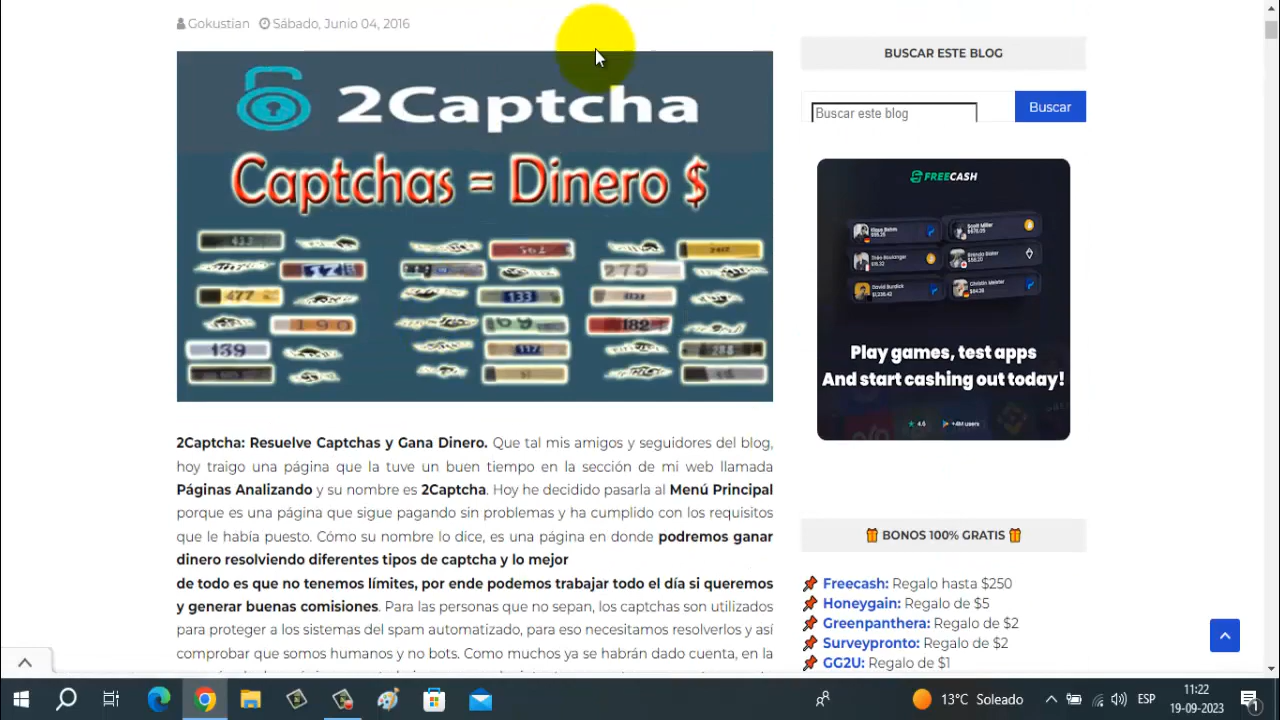 Gokustian Sábado, Junio 04, 2016
2Captcha
Captchas = Dinero $
477
133
190
182
139
2Captcha: Resuelve Captchas y Gana Dinero. Que tal mis amigos y seguidores del blog,
hoy traigo una página que la tuve un buen tiempo en la sección de mi web llamada
Páginas Analizando y su nombre es 2Captcha. Hoy he decidido pasarla al Menú Principal
porque es una página que sigue pagando sin problemas y ha cumplido con los requisitos
que le había puesto. Cómo su nombre lo dice, es una página en donde podremos ganar
dinero resolviendo diferentes tipos de captcha y lo mejor
de todo es que no tenemos límites, por ende podemos trabajar todo el día si queremos
y generar buenas comisiones. Para las personas que no sepan, los captchas son utilizados
para proteger a los sistemas del spam automatizado, para eso necesitamos resolverlos y así
comprobar que somos humanos y no bots. Como muchos ya se habrán dado cuenta, en la
BUSCAR ESTE BLOG
Buscar este blog
Buscar
FREECASH
Play games, test apps
And start cashing out today!
4.6 +4M users
BONOS 100% GRATIS
Freecash: Regalo hasta $250
Honeygain: Regalo de $5
Greenpanthera: Regalo de $2
Surveypronto: Regalo de $2
GG2U: Regalo de $1
13°C Soleado
ESP
11:22
19-09-2023
1